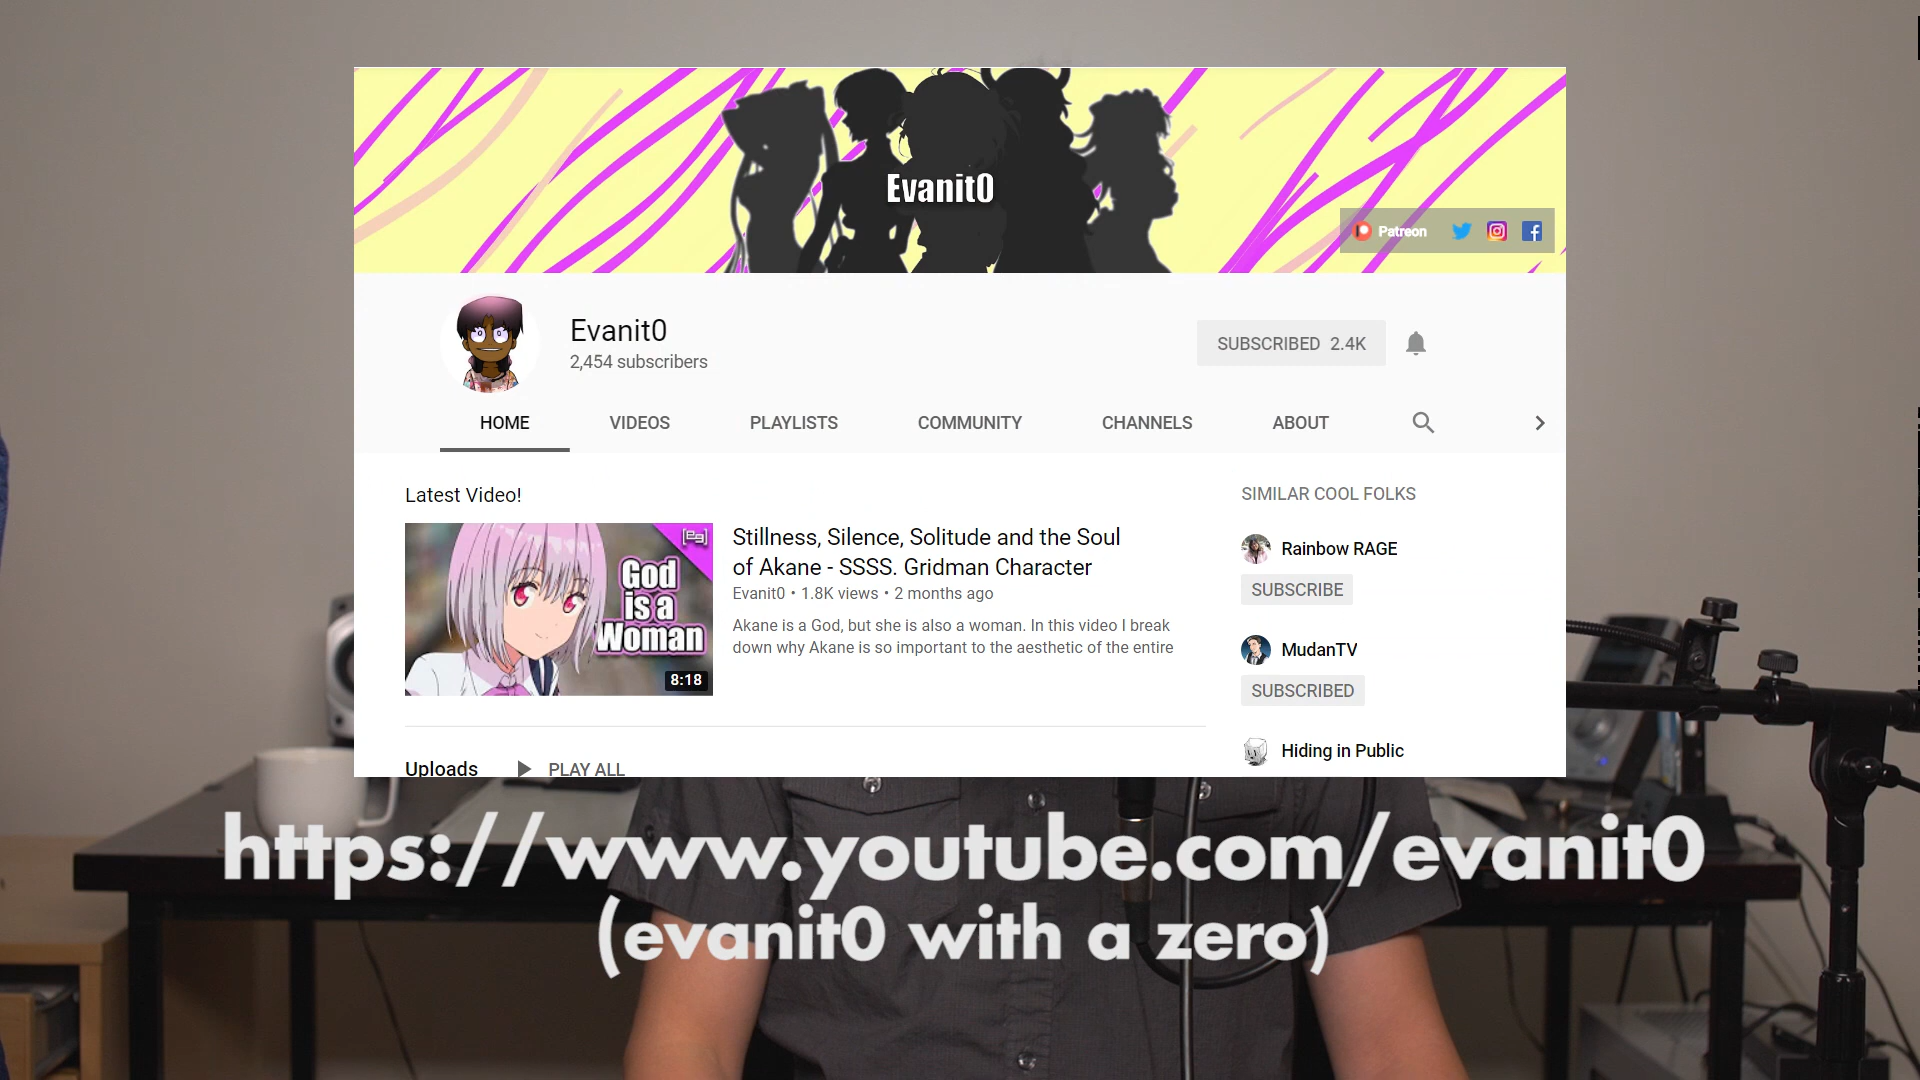 Evanit0
Patreon
Evanit0
2,454 subscribers
SUBSCRIBED 2.4K
HOME VIDEOS PLAYLISTS COMMUNITY CHANNELS ABOUT
Latest Video!
God
is a
Woman
8:18
Stillness, Silence, Solitude and the Soul
of Akane - SSSS. Gridman Character
Evanit0 • 1.8K views • 2 months ago
Akane is a God, but she is also a woman. In this video I break
down why Akane is so important to the aesthetic of the entire
SIMILAR COOL FOLKS
Rainbow RAGE
SUBSCRIBE
MudanTV
SUBSCRIBED
Hiding in Public
Uploads PLAY ALL
https://www.youtube.com/evanit0
(evanit0 with a zero)